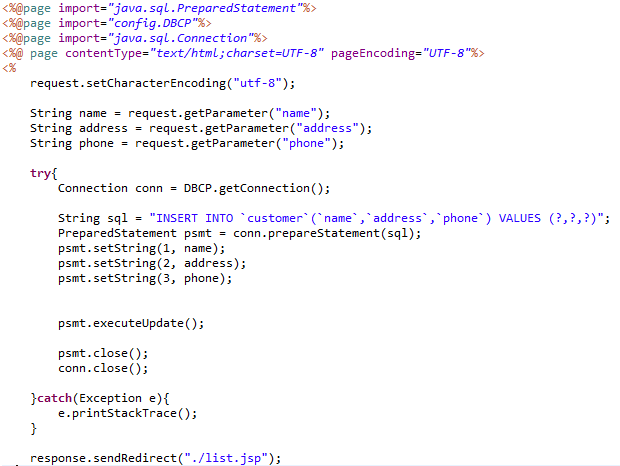 <%@page import="java.sql.PreparedStatement"%>
<%@page import="config.DBCP"%>
<%@page import="java.sql.Connection"%>
<%@ page contentType="text/html;charset=UTF-8" pageEncoding="UTF-8"%>
<%
    request.setCharacterEncoding("utf-8");

    String name = request.getParameter("name");
    String address = request.getParameter("address");
    String phone = request.getParameter("phone");

    try{
        Connection conn = DBCP.getConnection();

        String sql = "INSERT INTO `customer`(`name`,`address`,`phone`) VALUES (?,?,?)";
        PreparedStatement psmt = conn.prepareStatement(sql);
        psmt.setString(1, name);
        psmt.setString(2, address);
        psmt.setString(3, phone);


        psmt.executeUpdate();

        psmt.close();
        conn.close();

    }catch(Exception e){
        e.printStackTrace();
    }

    response.sendRedirect("./list.jsp");